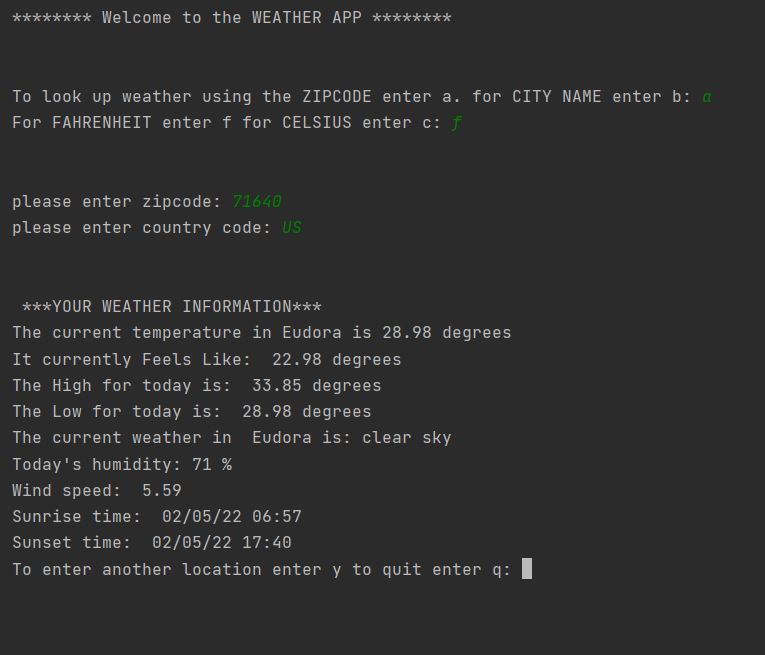 ******** Welcome to the WEATHER APP ********
To look up weather using the ZIPCODE enter a. for CITY NAME enter b: a
For FAHRENHEIT enter f for CELSIUS enter c: f
please enter zipcode: 71640
please enter country code: US
***YOUR WEATHER INFORMATION***
The current temperature in Eudora is 28.98 degrees
It currently Feels Like:  22.98 degrees
The High for today is:  33.85 degrees
The Low for today is:  28.98 degrees
The current weather in  Eudora is: clear sky
Today's humidity: 71 %
Wind speed:  5.59
Sunrise time:  02/05/22 06:57
Sunset time:  02/05/22 17:40
To enter another location enter y to quit enter q: